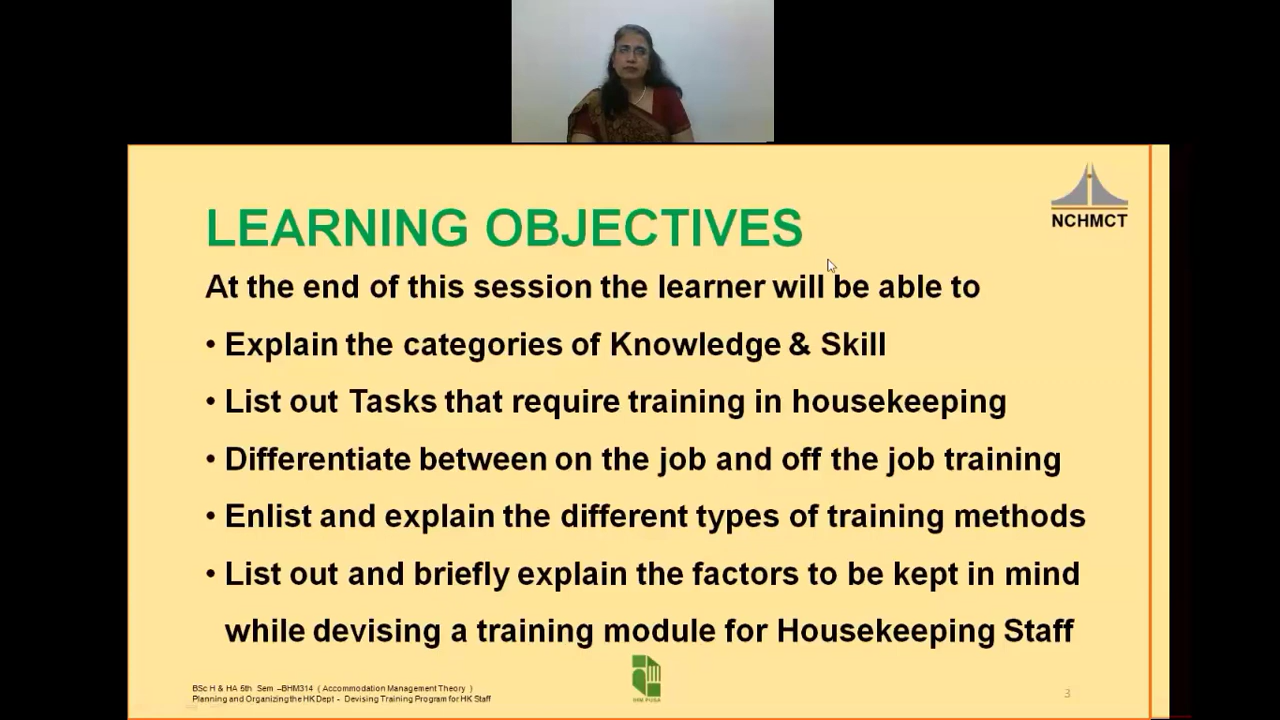 NCHMCT
LEARNING OBJECTIVES
At the end of this session the learner will be able to
• Explain the categories of Knowledge & Skill
• List out Tasks that require training in housekeeping
• Differentiate between on the job and off the job training
• Enlist and explain the different types of training methods
• List out and briefly explain the factors to be kept in mind
while devising a training module for Housekeeping Staff
IHM PUSA
BSc H & HA 5th Sem –BHM314 ( Accommodation Management Theory )
Planning and Organizing the HK Dept - Devising Training Program for HK Staff
3